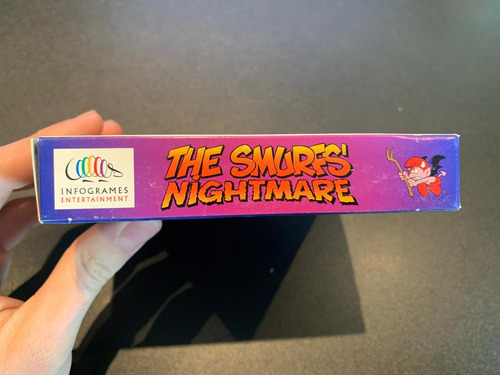 INFOGRAMES
ENTERTAINMENT
THE SMURFS'
NIGHTMARE